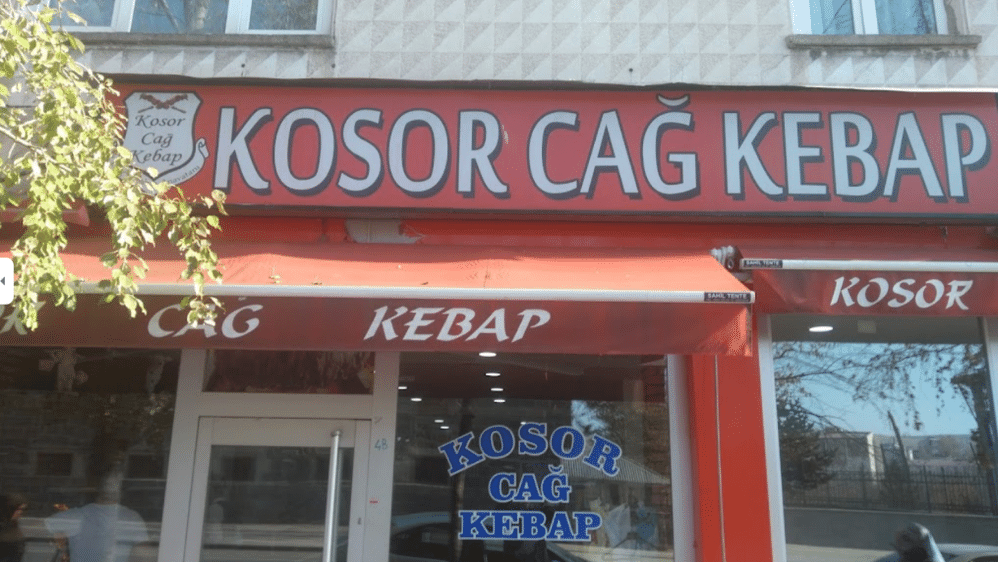 Kosor
Cağ
Kebap
KOSOR CAĞ KEBAP
SAHİL TENTE
SAHİL TENTE
CAĞ KEBAP
KOSOR
48
KOSOR
CAĞ
KEBAP